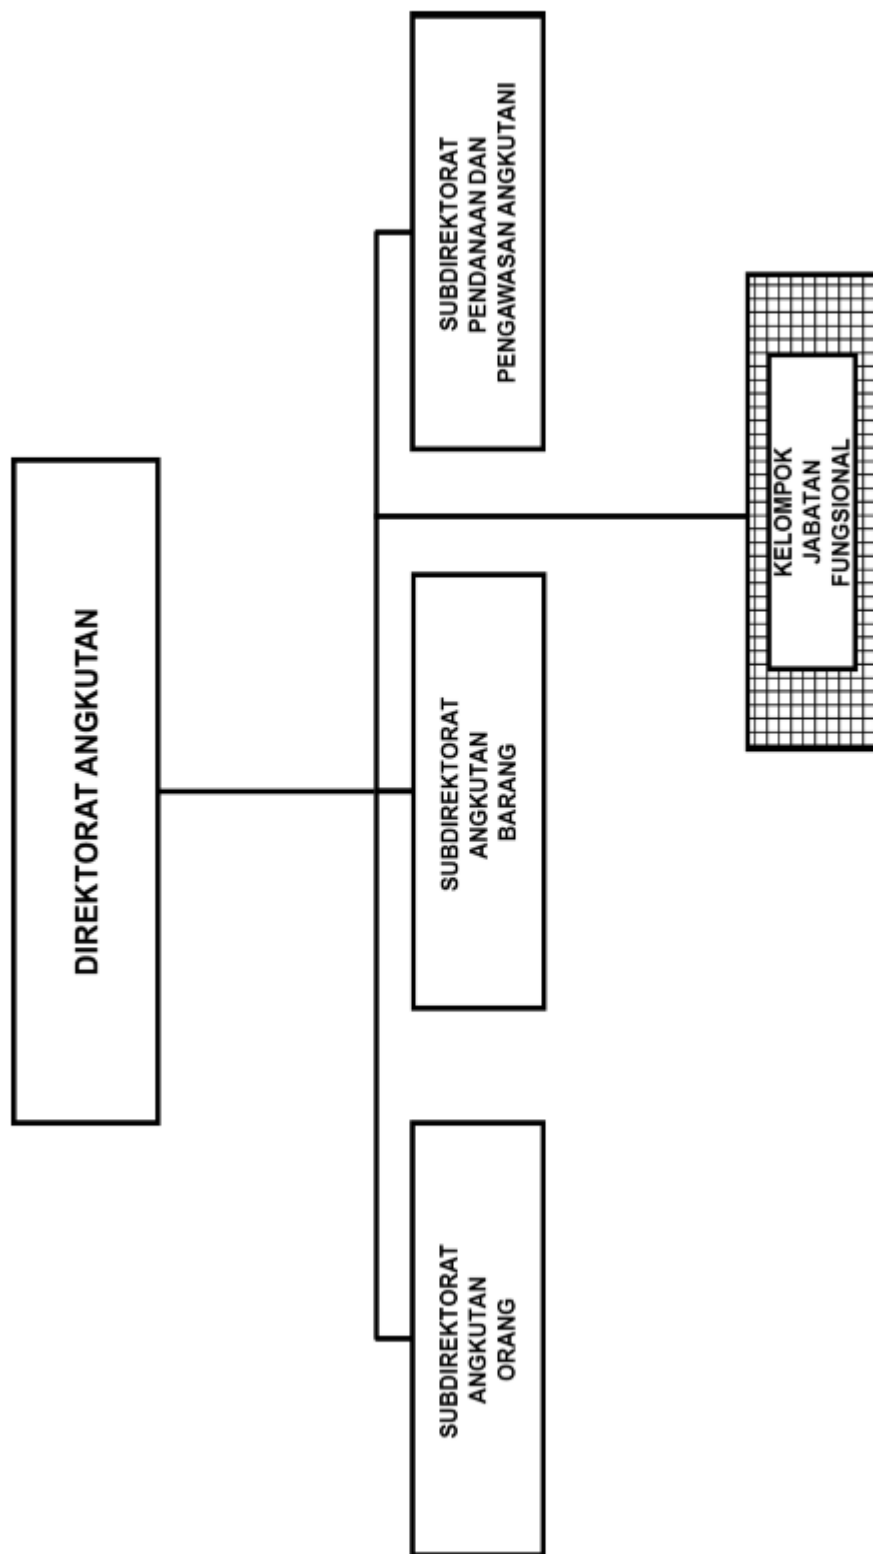 DIREKTORAT ANGKUTAN
SUBDIREKTORAT
ANGKUTAN
ORANG
SUBDIREKTORAT
ANGKUTAN
BARANG
SUBDIREKTORAT
PENDANAAN DAN
PENGAWASAN ANGKUTANI
KELOMPOK
JABATAN
FUNGSIONAL